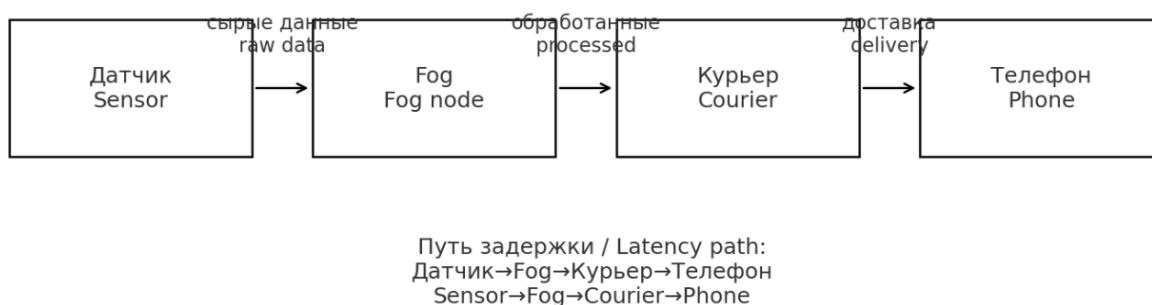 сырые данные
raw data
обработанные
processed
доставка
delivery
Датчик
Sensor
Fog
Fog node
Курьер
Courier
Телефон
Phone
Путь задержки / Latency path:
Датчик→Fog→Курьер→Телефон
Sensor→Fog→Courier→Phone